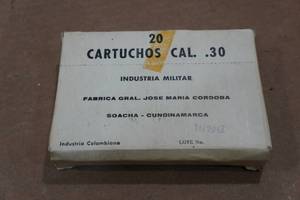 20
CARTUCHOS CAL. .30
INDUSTRIA MILITAR
FABRICA GRAL. JOSE MARIA CORDOBA
SOACHA - CUNDINAMARCA
Industria Colombiana LOTE No.